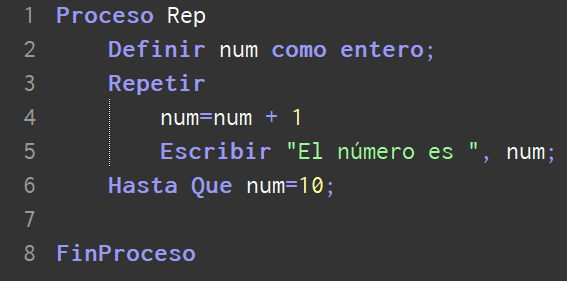 1 Proceso Rep
2 Definir num como entero;
3 Repetir
4 num=num + 1
5 Escribir "El número es ", num;
6 Hasta Que num=10;
7
8 FinProceso